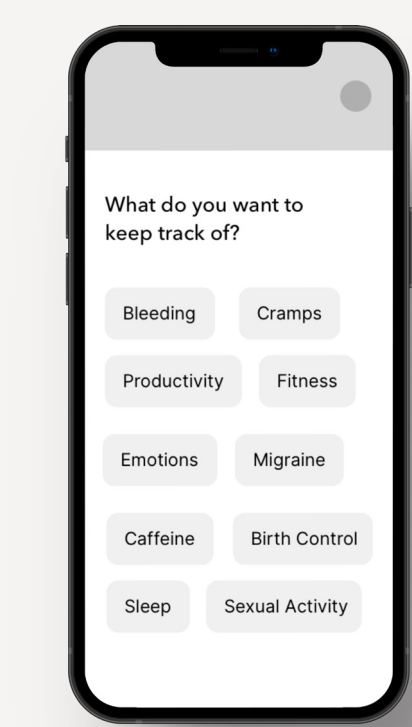 What do you want to
keep track of?
Bleeding
Cramps
Productivity
Fitness
Emotions
Migraine
Caffeine
Birth Control
Sleep
Sexual Activity